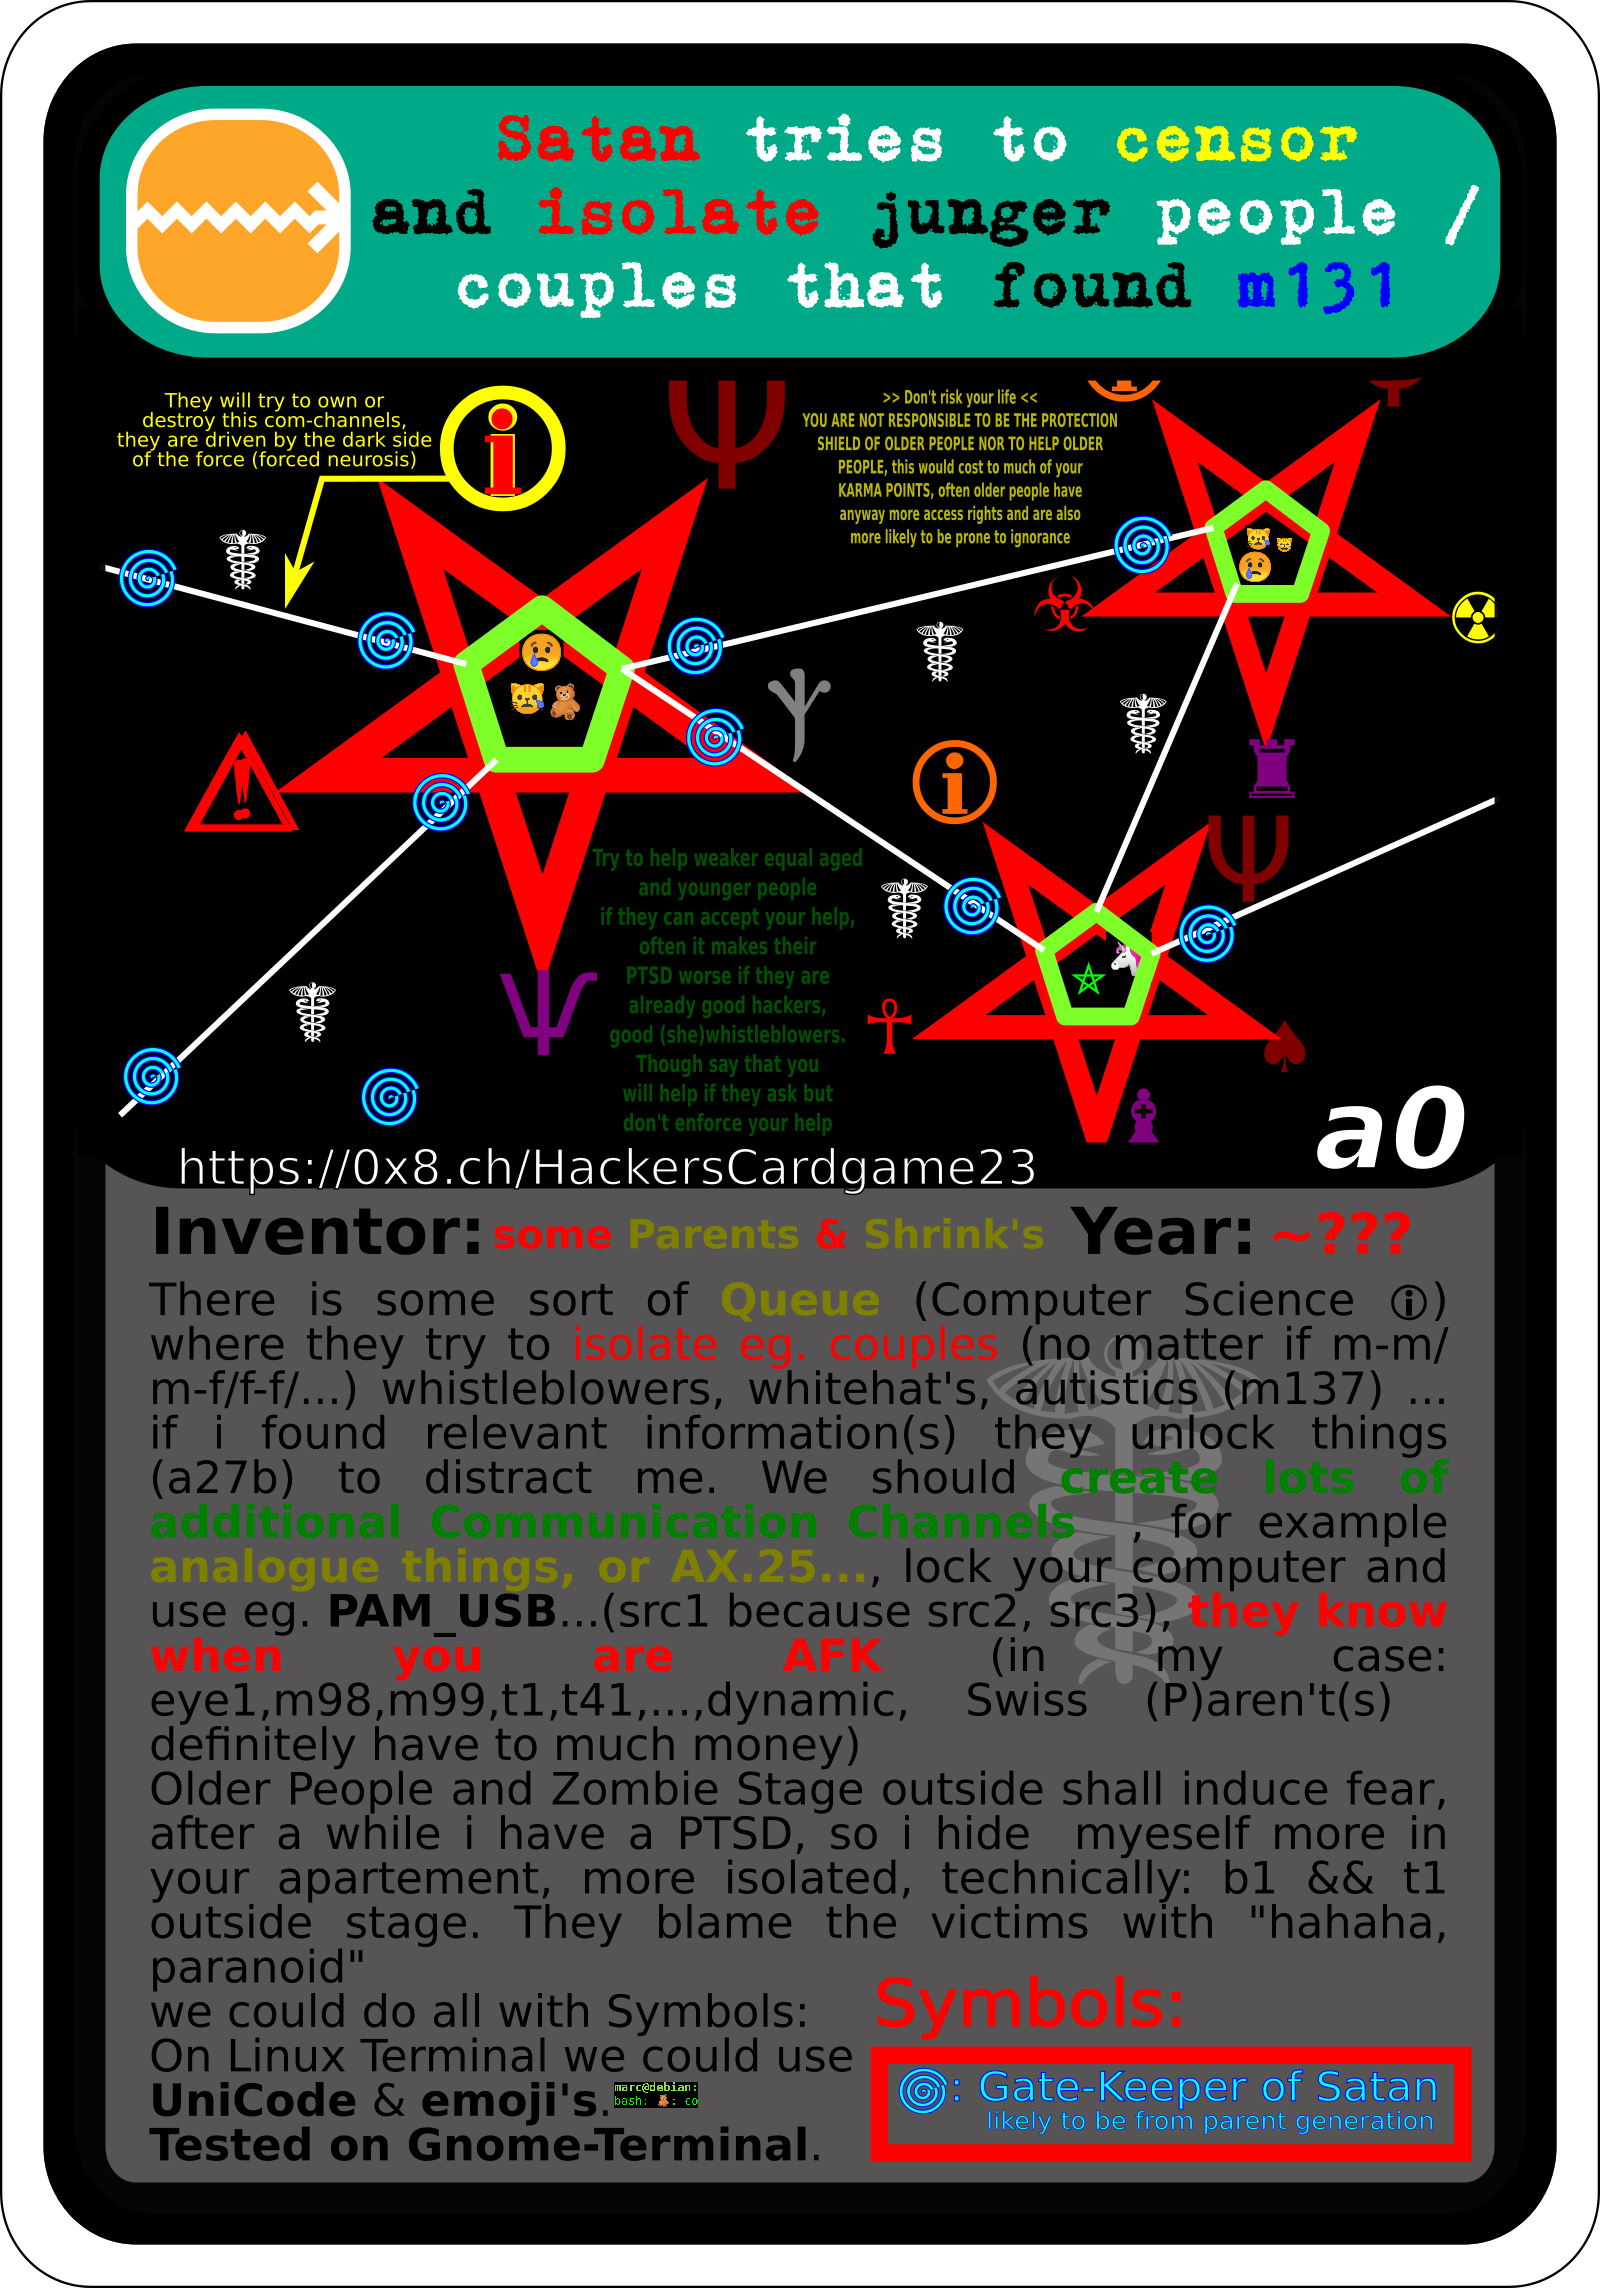 Satan tries to censor
and isolate junger people /
couples that found m131
They will try to own or
destroy this com-channels,
they are driven by the dark side
of the force (forced neurosis)
>> Don't risk your life <<
YOU ARE NOT RESPONSIBLE TO BE THE PROTECTION
SHIELD OF OLDER PEOPLE NOR TO HELP OLDER
PEOPLE, this would cost to much of your
KARMA POINTS, often older people have
anyway more access rights and are also
more likely to be prone to ignorance
Try to help weaker equal aged
and younger people
if they can accept your help,
often it makes their
PTSD worse if they are
already good hackers,
good (she)whistleblowers.
Though say that you
will help if they ask but
don't enforce your help
a0
https://0x8.ch/HackersCardgame23
Inventor: some Parents & Shrink's Year: ~???
There is some sort of Queue (Computer Science ⓘ)
where they try to isolate eg. couples (no matter if m-m/
m-f/f-f/...) whistleblowers, whitehat's, autistics (m137) ...
if i found relevant information(s) they unlock things
(a27b) to distract me. We should create lots of
additional Communication Channels , for example
analogue things, or AX.25..., lock your computer and
use eg. PAM_USB...(src1 because src2, src3), they know
when you are AFK (in my case:
eye1,m98,m99,t1,t41,...,dynamic, Swiss (P)aren't(s)
definitely have to much money)
Older People and Zombie Stage outside shall induce fear,
after a while i have a PTSD, so i hide myeself more in
your apartement, more isolated, technically: b1 && t1
outside stage. They blame the victims with "hahaha,
paranoid"
we could do all with Symbols:
On Linux Terminal we could use
UniCode & emoji's.
marc@debian:
bash: 🧸: co
Tested on Gnome-Terminal.
Symbols:
: Gate-Keeper of Satan
likely to be from parent generation